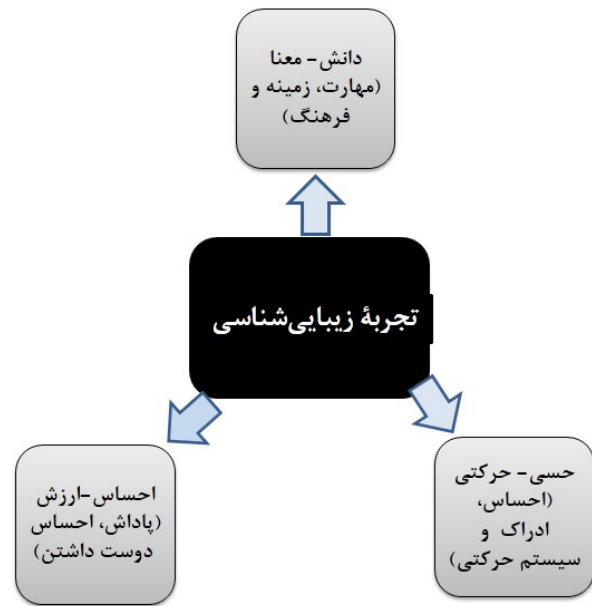 دانش- معنا
(مهارت، زمینه و
فرهنگ)
تجربۀ زیبایی‌شناسی
حسی- حرکتی
(احساس،
ادراک و
سیستم حرکتی)
احساس-ارزش
(پاداش، احساس
دوست داشتن)